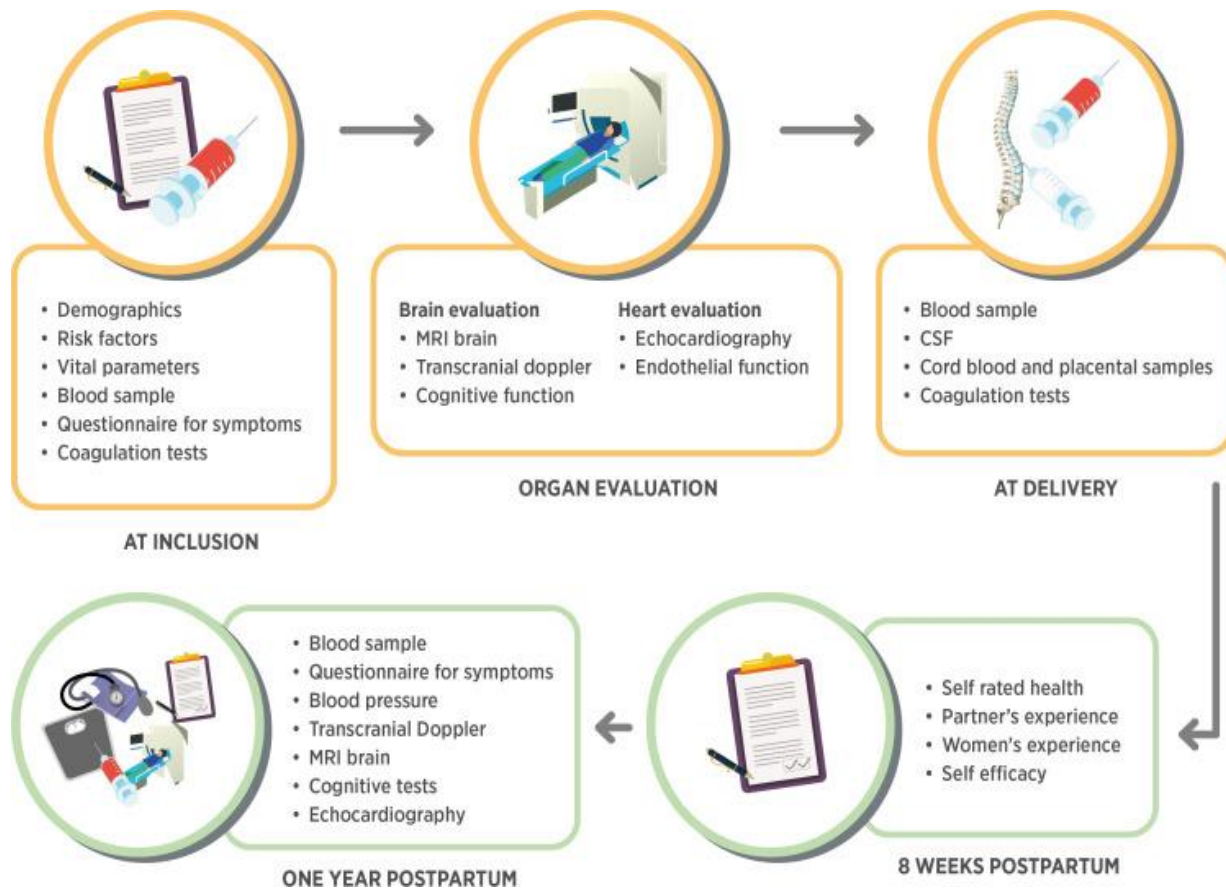 • Demographics
• Risk factors
• Vital parameters
• Blood sample
• Questionnaire for symptoms
• Coagulation tests
AT INCLUSION
Brain evaluation
• MRI brain
• Transcranial doppler
• Cognitive function
Heart evaluation
• Echocardiography
• Endothelial function
ORGAN EVALUATION
• Blood sample
• CSF
• Cord blood and placental samples
• Coagulation tests
AT DELIVERY
• Self rated health
• Partner's experience
• Women's experience
• Self efficacy
8 WEEKS POSTPARTUM
• Blood sample
• Questionnaire for symptoms
• Blood pressure
• Transcranial Doppler
• MRI brain
• Cognitive tests
• Echocardiography
ONE YEAR POSTPARTUM